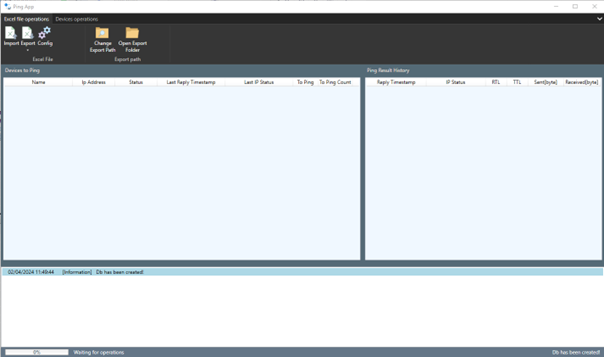 Ping App
Excel file operations Devices operations
Import Export Config Change Export Path Open Export Folder
Excel File Export path
Devices to Ping Ping Result History
Name Ip Address Status Last Reply Timestamp Last IP Status To Ping To Ping Count Reply Timestamp IP Status RTL TTL Sent[byte] Received[byte]
02/04/2024 11:49:44 [Information] Db has been created!
0% Waiting for operations Db has been created!